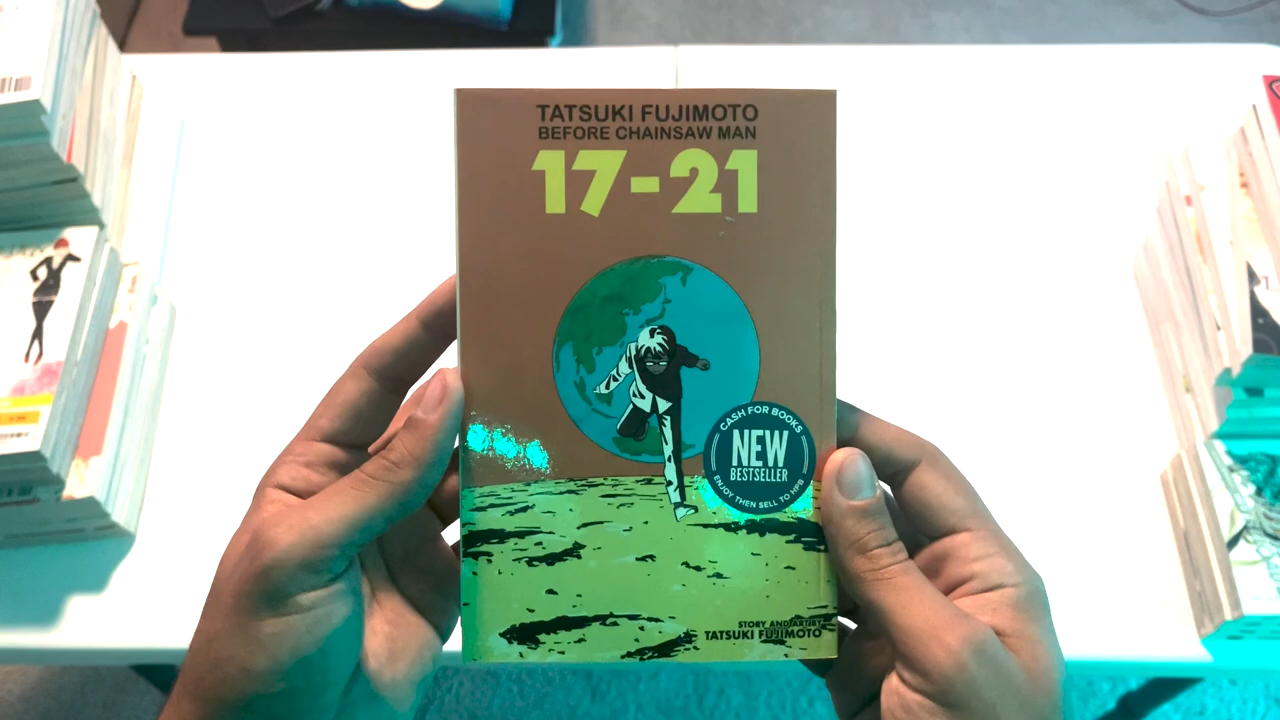 TATSUKI FUJIMOTO
BEFORE CHAINSAW MAN
17-21
CASH FOR BOOKS
NEW
BESTSELLER
ENJOY THEN SELL TO HPB
STORY AND ART BY
TATSUKI FUJIMOTO